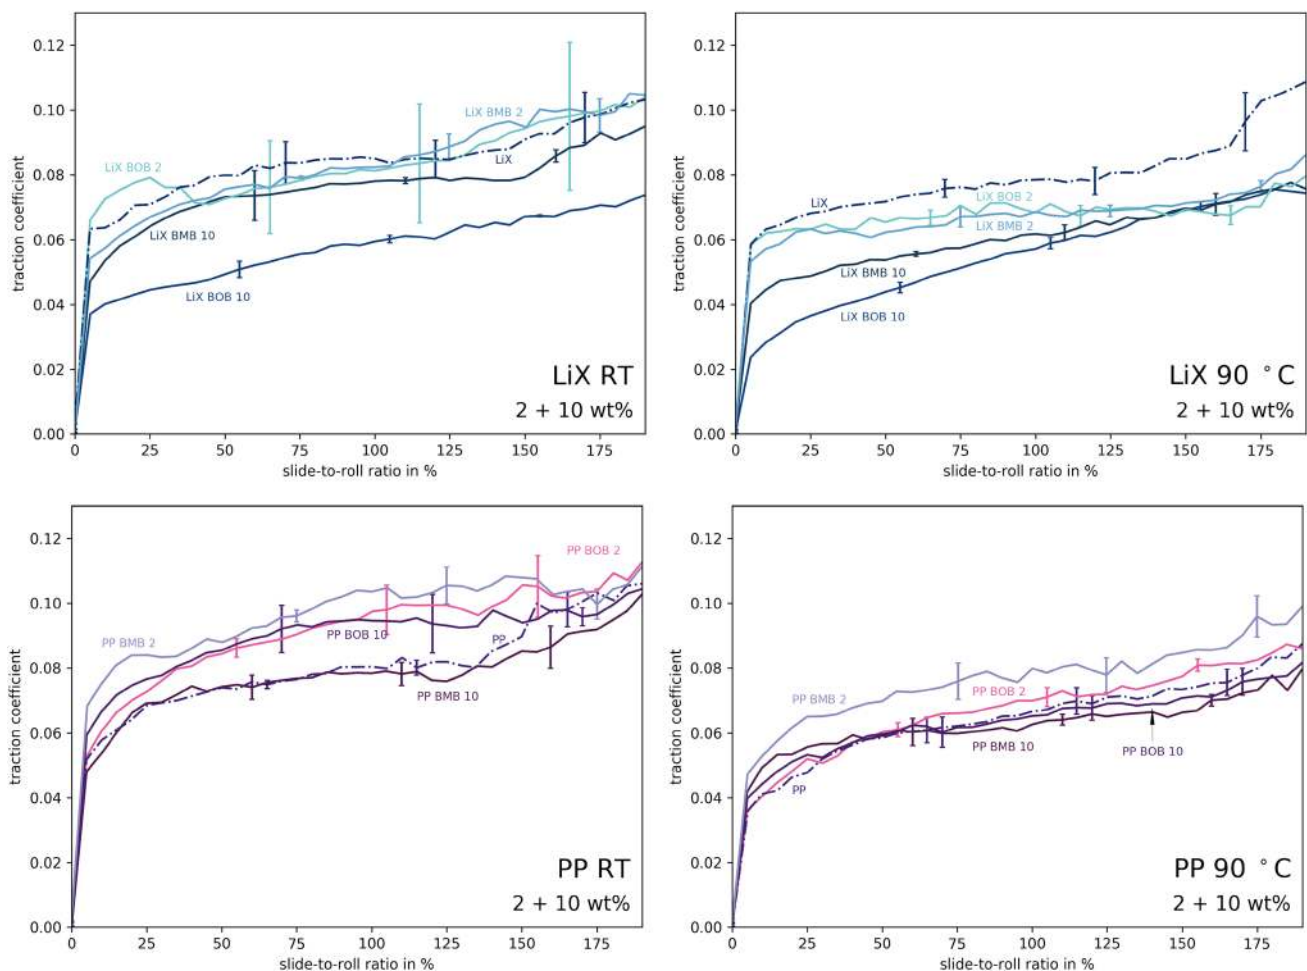 0.12
0.10
0.08
0.06
0.04
0.02
0.00
traction coefficient
LiX BOB 2
LiX BMB 2
LiX
LiX BMB 10
LiX BOB 10
LiX RT
2 + 10 wt%
0 25 50 75 100 125 150 175
slide-to-roll ratio in %
0.12
0.10
0.08
0.06
0.04
0.02
0.00
traction coefficient
LiX
LiX BOB 2
LiX BMB 2
LiX BMB 10
LiX BOB 10
LiX 90 °C
2 + 10 wt%
0 25 50 75 100 125 150 175
slide-to-roll ratio in %
0.12
0.10
0.08
0.06
0.04
0.02
0.00
traction coefficient
PP BOB 2
PP BMB 2
PP BOB 10
PP
PP BMB 10
PP RT
2 + 10 wt%
0 25 50 75 100 125 150 175
slide-to-roll ratio in %
0.12
0.10
0.08
0.06
0.04
0.02
0.00
traction coefficient
PP BMB 2
PP BOB 2
PP BMB 10
PP BOB 10
PP
PP 90 °C
2 + 10 wt%
0 25 50 75 100 125 150 175
slide-to-roll ratio in %